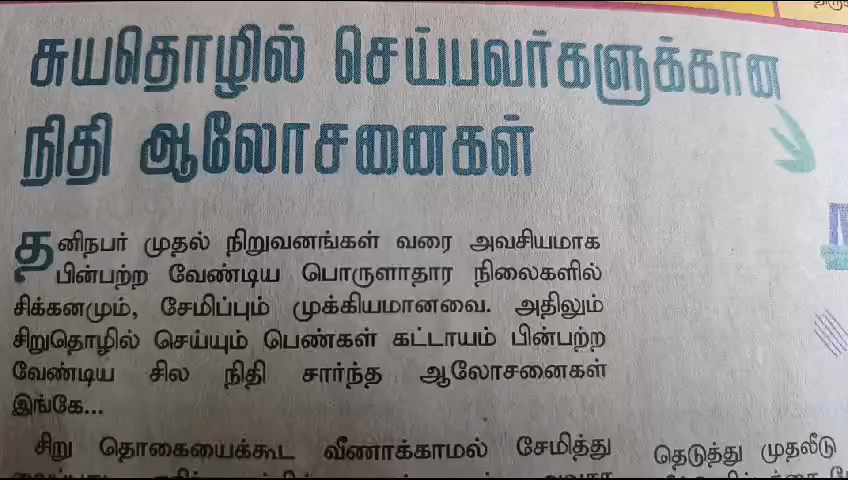 சுயதொழில் செய்பவர்களுக்கான
நிதி ஆலோசனைகள்
தனிநபர் முதல் நிறுவனங்கள் வரை அவசியமாக
பின்பற்ற வேண்டிய பொருளாதார நிலைகளில்
சிக்கனமும், சேமிப்பும் முக்கியமானவை. அதிலும்
சிறுதொழில் செய்யும் பெண்கள் கட்டாயம் பின்பற்ற
வேண்டிய சில நிதி சார்ந்த ஆலோசனைகள்
இங்கே...
சிறு தொகையைக்கூட வீணாக்காமல் சேமித்து
தெடுத்து முதலீடு